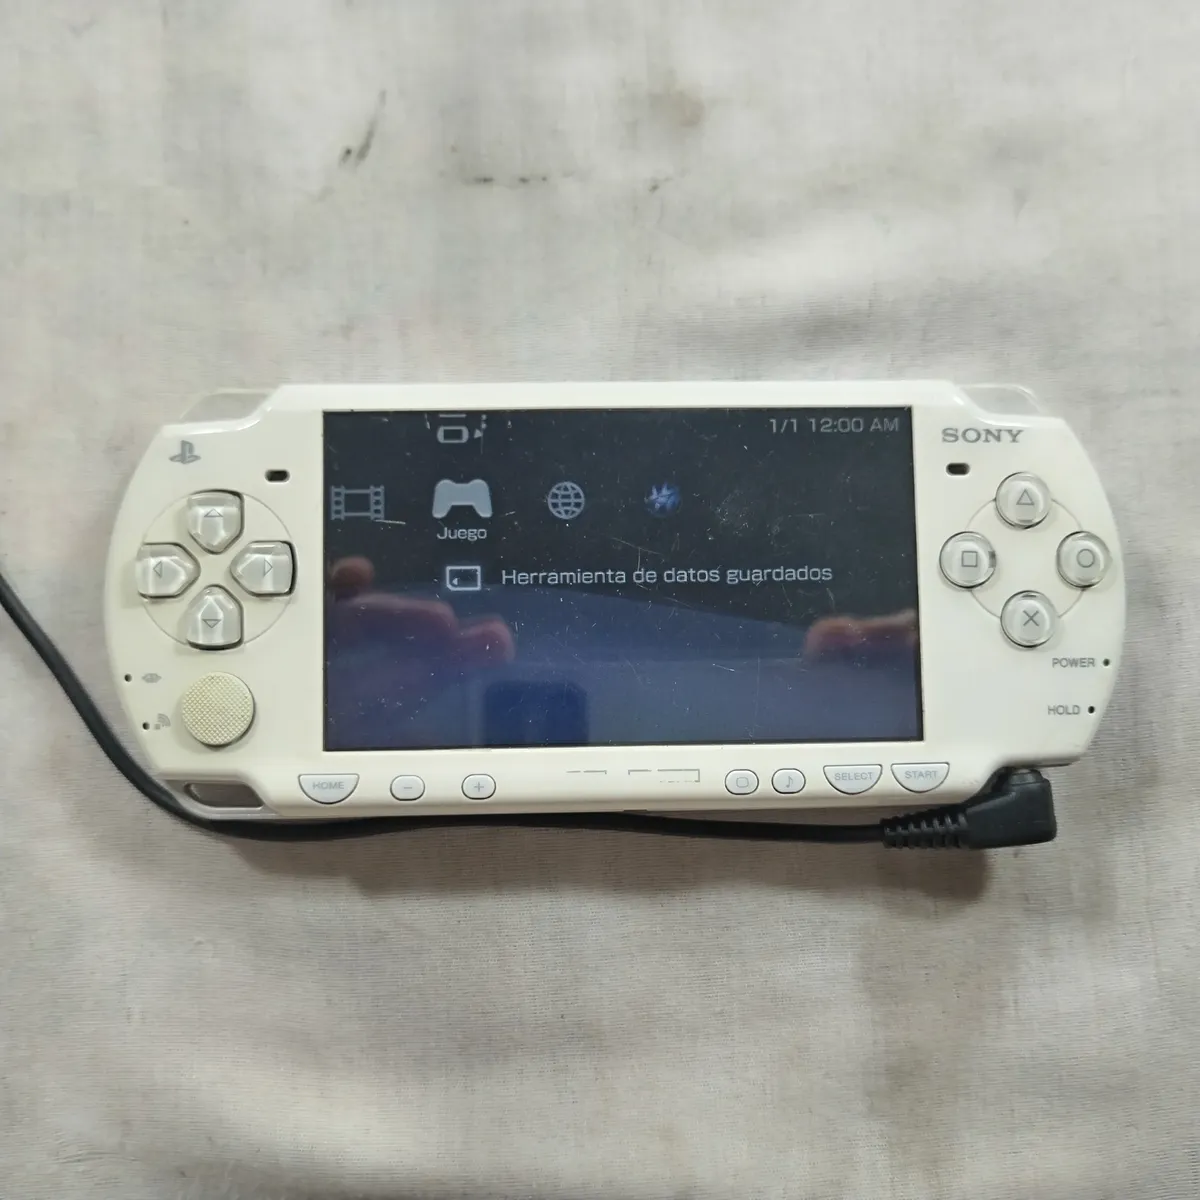 1/1 12:00 AM
SONY
Juego
Herramienta de datos guardados
POWER
HOLD
HOME
SELECT
START